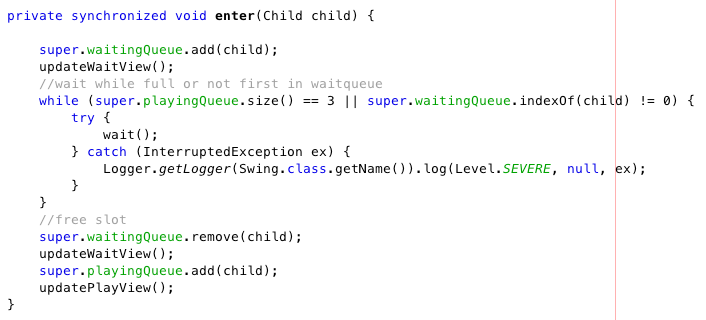 private synchronized void enter(Child child) {
super.waitingQueue.add(child);
updateWaitView();
//wait while full or not first in waitqueue
while (super.playingQueue.size() == 3 || super.waitingQueue.indexOf(child) != 0) {
try {
wait();
} catch (InterruptedException ex) {
Logger.getLogger(Swing.class.getName()).log(Level.SEVERE, null, ex);
}
}
//free slot
super.waitingQueue.remove(child);
updateWaitView();
super.playingQueue.add(child);
updatePlayView();
}